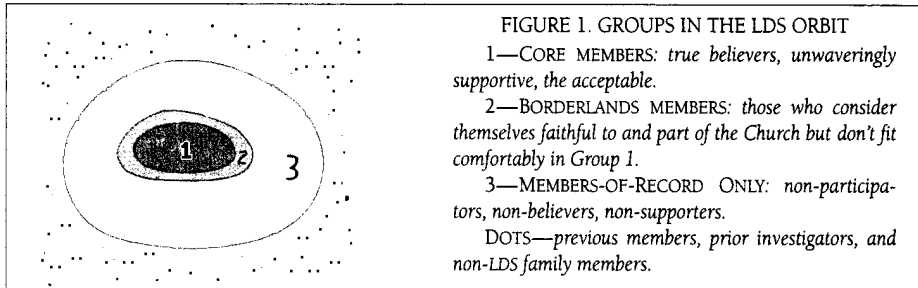 FIGURE 1. GROUPS IN THE LDS ORBIT
1—CORE MEMBERS: true believers, unwaveringly
supportive, the acceptable.
2—BORDERLANDS MEMBERS: those who consider
themselves faithful to and part of the Church but don't fit
comfortably in Group 1.
3—MEMBERS-OF-RECORD ONLY: non-participa-
tors, non-believers, non-supporters.
DOTS—previous members, prior investigators, and
non-LDS family members.
1
2
3